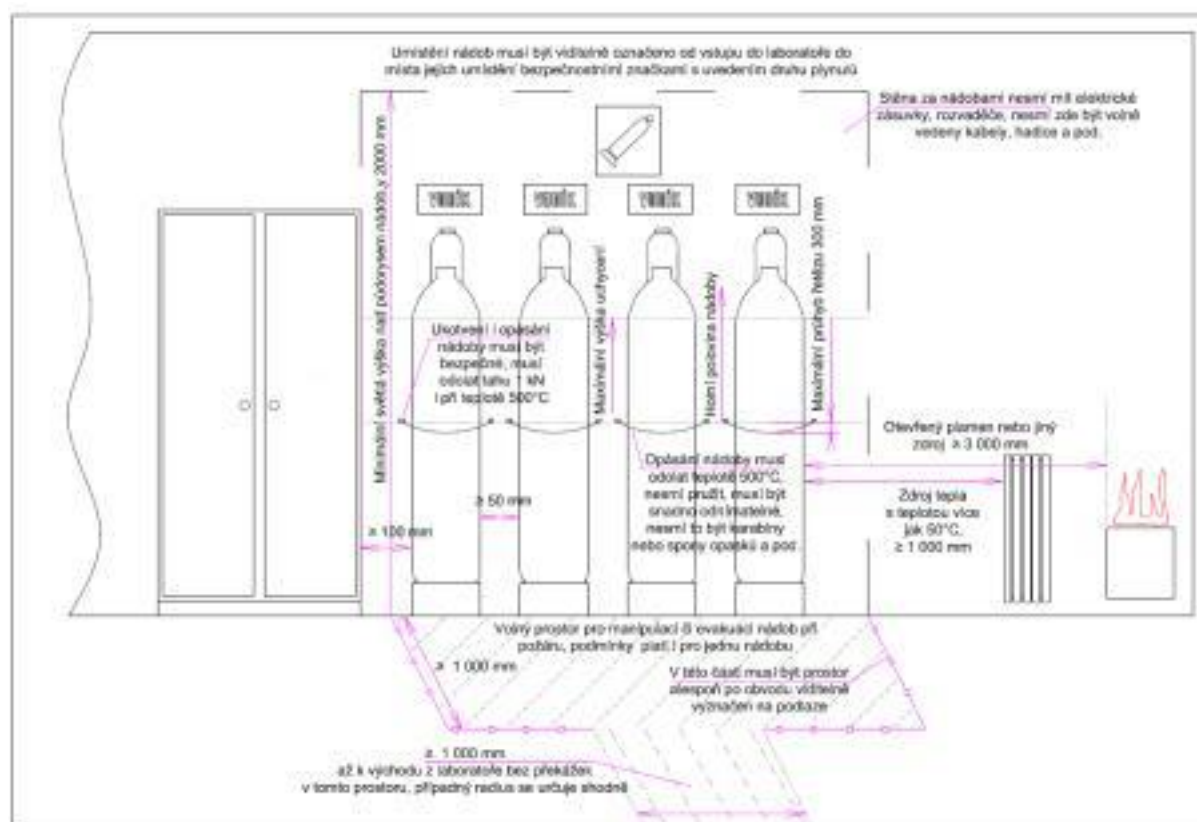 Umístění nádob musí být viditelně označeno od vstupu do laboratoře do
místa jejich umístění bezpečnostními značkami s uvedením druhu plynulů
Stěna za nádobami nesmí mít elektrické
zásuvky, rozvaděče, nesmí zde být volně
vedeny kabely, hadice a pod.
Minimální světlá výška nad půdorysem nádob v 2000 mm
Ukotvení i opásání
nádoby musí být
bezpečné, musí
odolat tahu 1 kN
i při teplotě 500°C
Maximální výška uchycení
Horní polovina nádoby
Maximální průhyb řetězu 300 mm
Opásání nádoby musí
odolat teplotě 500°C,
nesmí pružit, musí být
snadno odnímatelné,
nesmí to být karabiny
nebo spony opasků a pod.
≥ 50 mm
≥ 100 mm
Otevřený plamen nebo jiný
zdroj ≥ 3 000 mm
Zdroj tepla
s teplotou více
jak 50°C,
≥ 1 000 mm
Volný prostor pro manipulaci či evakuaci nádob při
požáru, podmínky platí pro jednu nádobu
≥ 1 000 mm
V této části musí být prostor
alespoň po obvodu viditelně
vyznačen na podlaze
≥ 1 000 mm
až k východu z laboratoře bez překážek
v tomto prostoru, případný radius se určuje shodně